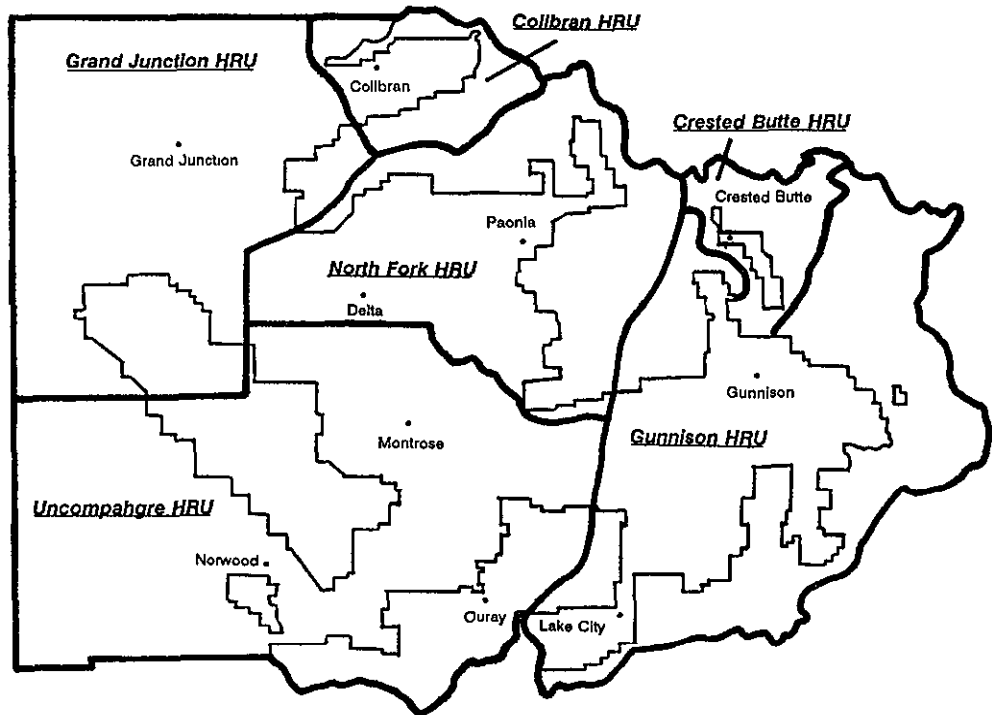 Collbran HRU
Grand Junction HRU
Collbran
Crested Butte HRU
Grand Junction
Crested Butte
Paonia
North Fork HRU
Delta
Gunnison
Montrose
Gunnison HRU
Uncompahgre HRU
Norwood
Ouray
Lake City